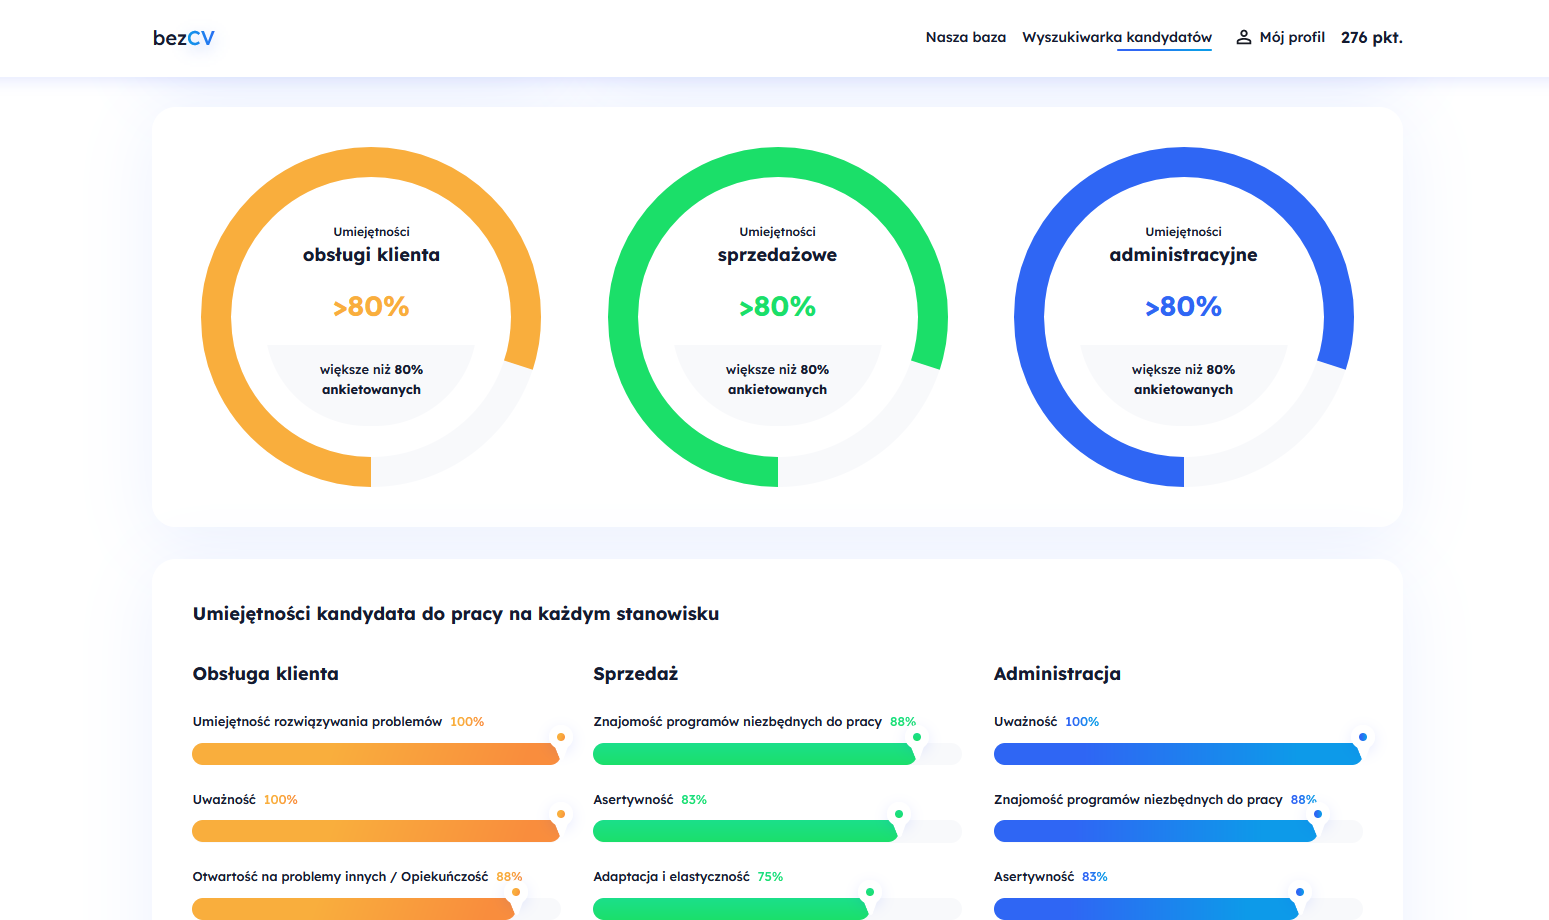 bezCV
Nasza baza
Wyszukiwarka kandydatów
Mój profil
276 pkt.
Umiejętności
obsługi klienta
>80%
większe niż 80%
ankietowanych
Umiejętności
sprzedażowe
>80%
większe niż 80%
ankietowanych
Umiejętności
administracyjne
>80%
większe niż 80%
ankietowanych
Umiejętności kandydata do pracy na każdym stanowisku
Obsługa klienta
Umiejętność rozwiązywania problemów 100%
Uważność 100%
Otwartość na problemy innych / Opiekuńczość 88%
Sprzedaż
Znajomość programów niezbędnych do pracy 88%
Asertywność 83%
Adaptacja i elastyczność 75%
Administracja
Uważność 100%
Znajomość programów niezbędnych do pracy 88%
Asertywność 83%